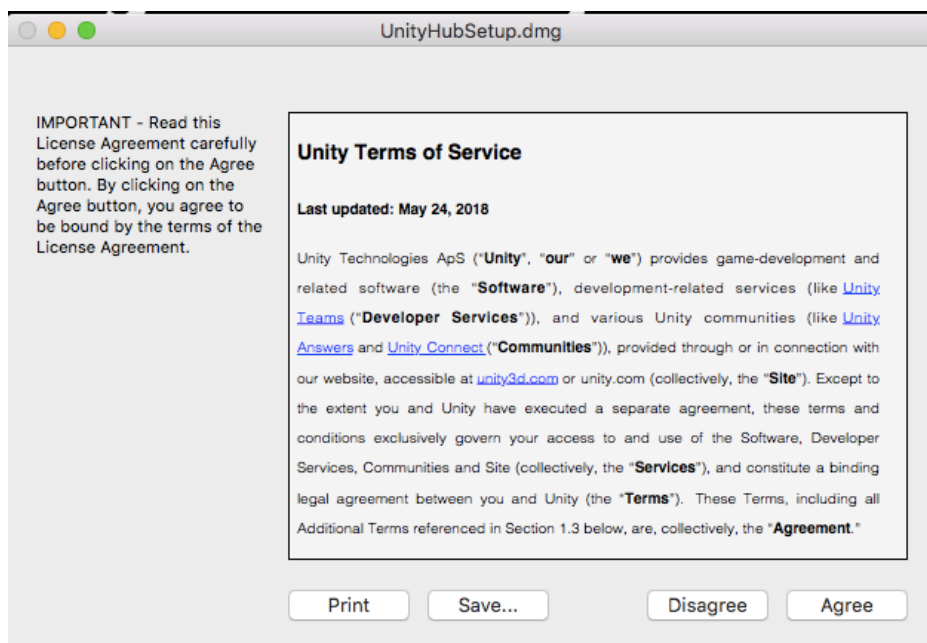 UnityHubSetup.dmg
IMPORTANT - Read this
License Agreement carefully
before clicking on the Agree
button. By clicking on the
Agree button, you agree to
be bound by the terms of the
License Agreement.
Unity Terms of Service
Last updated: May 24, 2018
Unity Technologies ApS (“Unity”, “our” or “we”) provides game-development and
related software (the “Software”), development-related services (like Unity
Teams (“Developer Services”)), and various Unity communities (like Unity
Answers and Unity Connect (“Communities”)), provided through or in connection with
our website, accessible at unity3d.com or unity.com (collectively, the “Site”). Except to
the extent you and Unity have executed a separate agreement, these terms and
conditions exclusively govern your access to and use of the Software, Developer
Services, Communities and Site (collectively, the “Services”), and constitute a binding
legal agreement between you and Unity (the “Terms”). These Terms, including all
Additional Terms referenced in Section 1.3 below, are, collectively, the “Agreement.”
Print Save... Disagree Agree